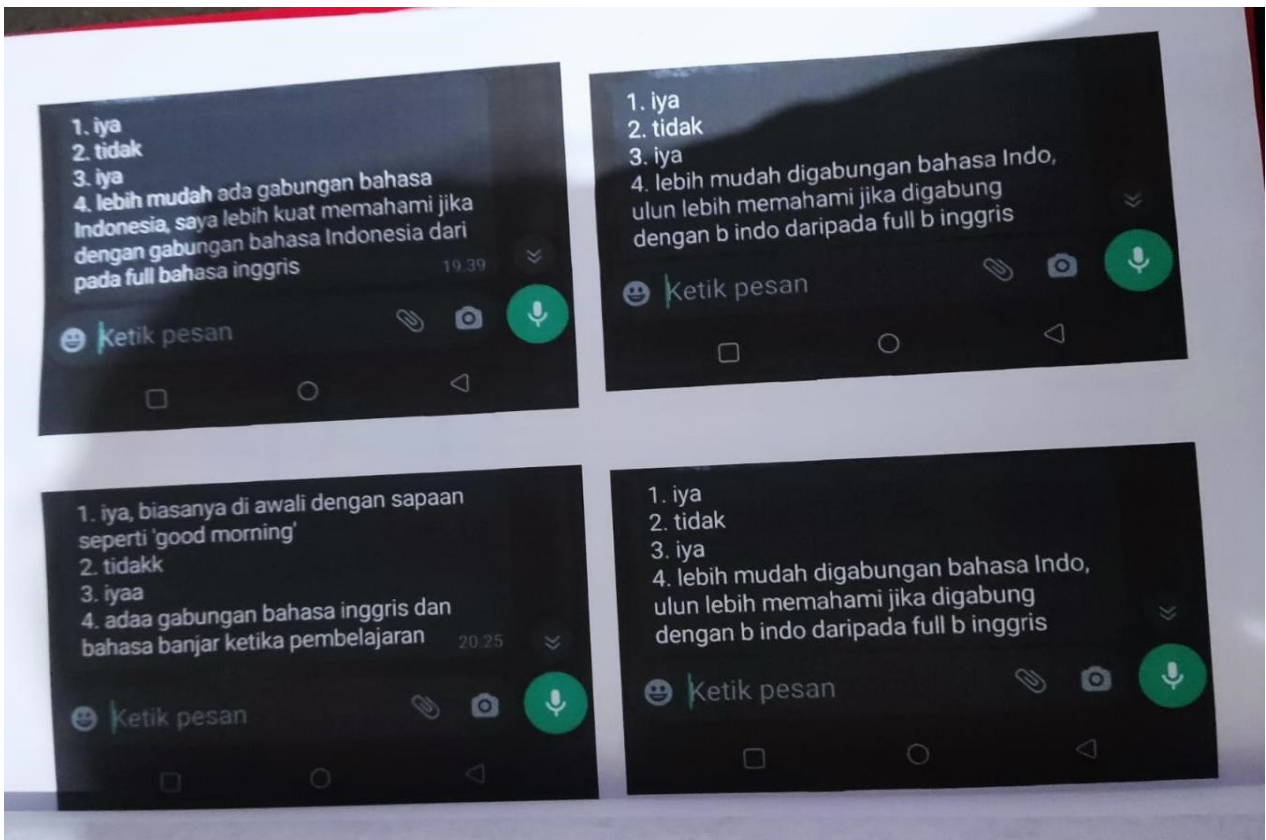 1. iya
2. tidak
3. iya
4. lebih mudah ada gabungan bahasa
Indonesia, saya lebih kuat memahami jika
dengan gabungan bahasa Indonesia dari
pada full bahasa inggris
19.39
Ketik pesan
1. iya
2. tidak
3. iya
4. lebih mudah digabungan bahasa Indo,
ulun lebih memahami jika digabung
dengan b indo daripada full b inggris
Ketik pesan
1. iya, biasanya di awali dengan sapaan
seperti 'good morning'
2. tidakk
3. iyaa
4. adaa gabungan bahasa inggris dan
bahasa banjar ketika pembelajaran
20.25
Ketik pesan
1. iya
2. tidak
3. iya
4. lebih mudah digabungan bahasa Indo,
ulun lebih memahami jika digabung
dengan b indo daripada full b inggris
Ketik pesan